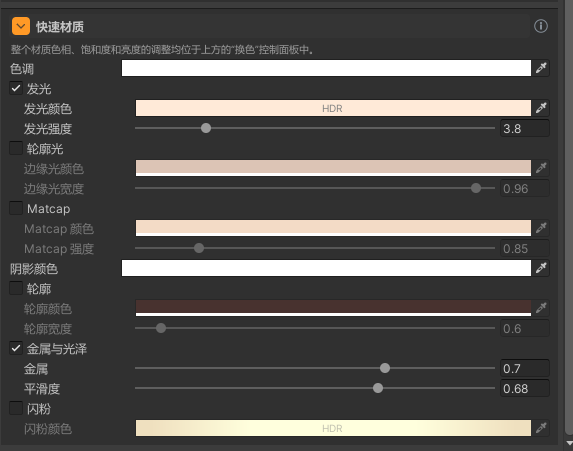 快速材质
整个材质色相、饱和度和亮度的调整均位于上方的“换色”控制面板中。
色调
发光
发光颜色 HDR
发光强度 3.8
轮廓光
边缘光颜色
边缘光宽度 0.96
Matcap
Matcap 颜色
Matcap 强度 0.85
阴影颜色
轮廓
轮廓颜色
轮廓宽度 0.6
金属与光泽
金属 0.7
平滑度 0.68
闪粉
闪粉颜色 HDR